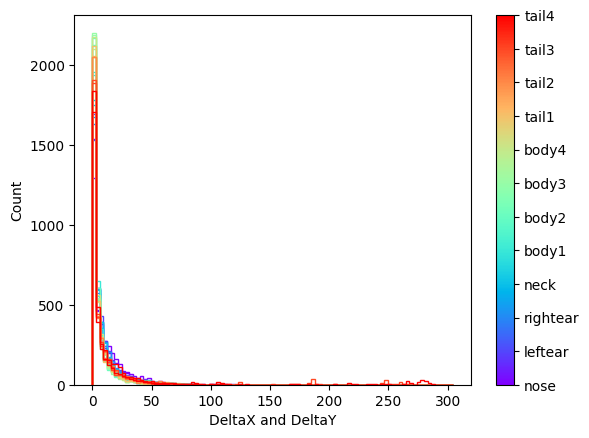 Count
2000
1500
1000
500
0
0
50
100
150
200
250
300
DeltaX and DeltaY
tail4
tail3
tail2
tail1
body4
body3
body2
body1
neck
rightear
leftear
nose